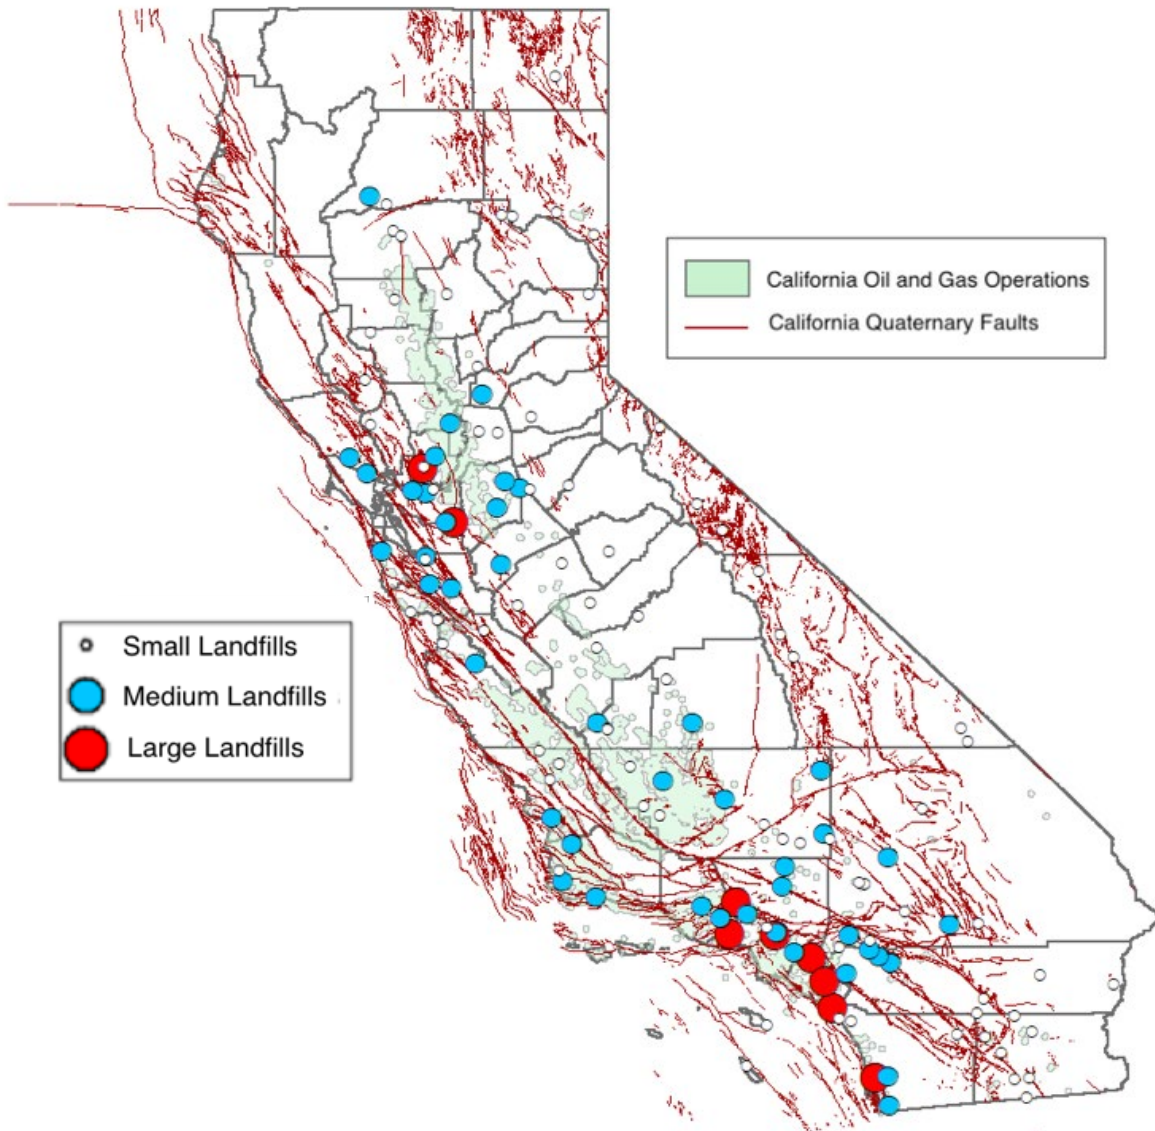 California Oil and Gas Operations
California Quaternary Faults
Small Landfills
Medium Landfills
Large Landfills